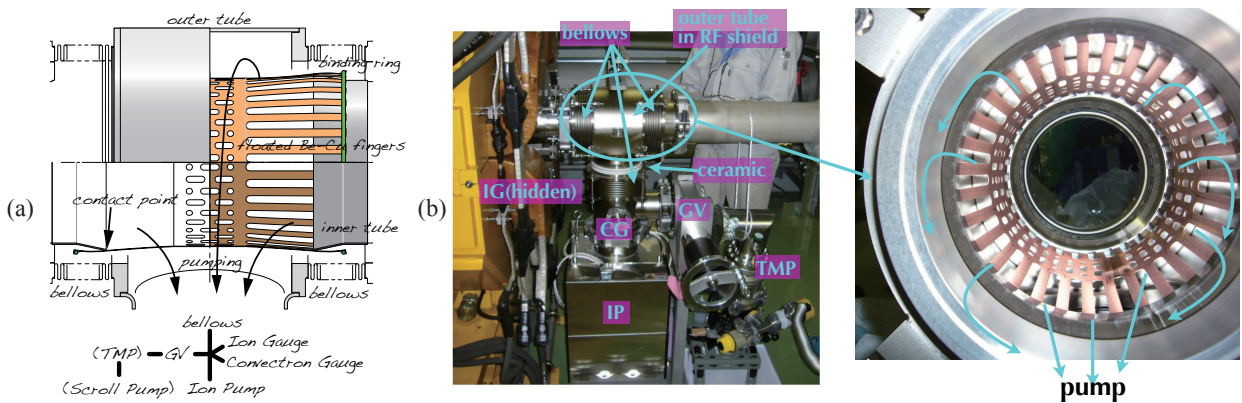 outer tube
binding ring
floated Be-Cu fingers
(a)
contact point
inner tube
pumping
bellows
bellows
bellows
Ion Gauge
(TMP)
GV
Convectron Gauge
(Scroll Pump)
Ion Pump
(b)
bellows
outer tube
in RF shield
ceramic
IG(hidden)
GV
CG
TMP
IP
pump